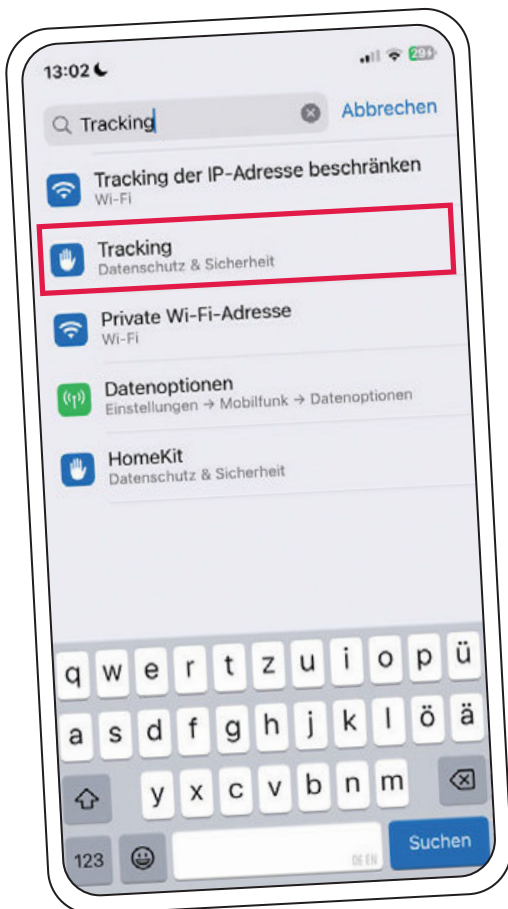 13:02
29
Tracking
Abbrechen
Tracking der IP-Adresse beschränken
Wi-Fi
Tracking
Datenschutz & Sicherheit
Private Wi-Fi-Adresse
Wi-Fi
Datenoptionen
Einstellungen → Mobilfunk → Datenoptionen
HomeKit
Datenschutz & Sicherheit
q w e r t z u i o p ü
a s d f g h j k l ö ä
y x c v b n m
123
DE EN
Suchen